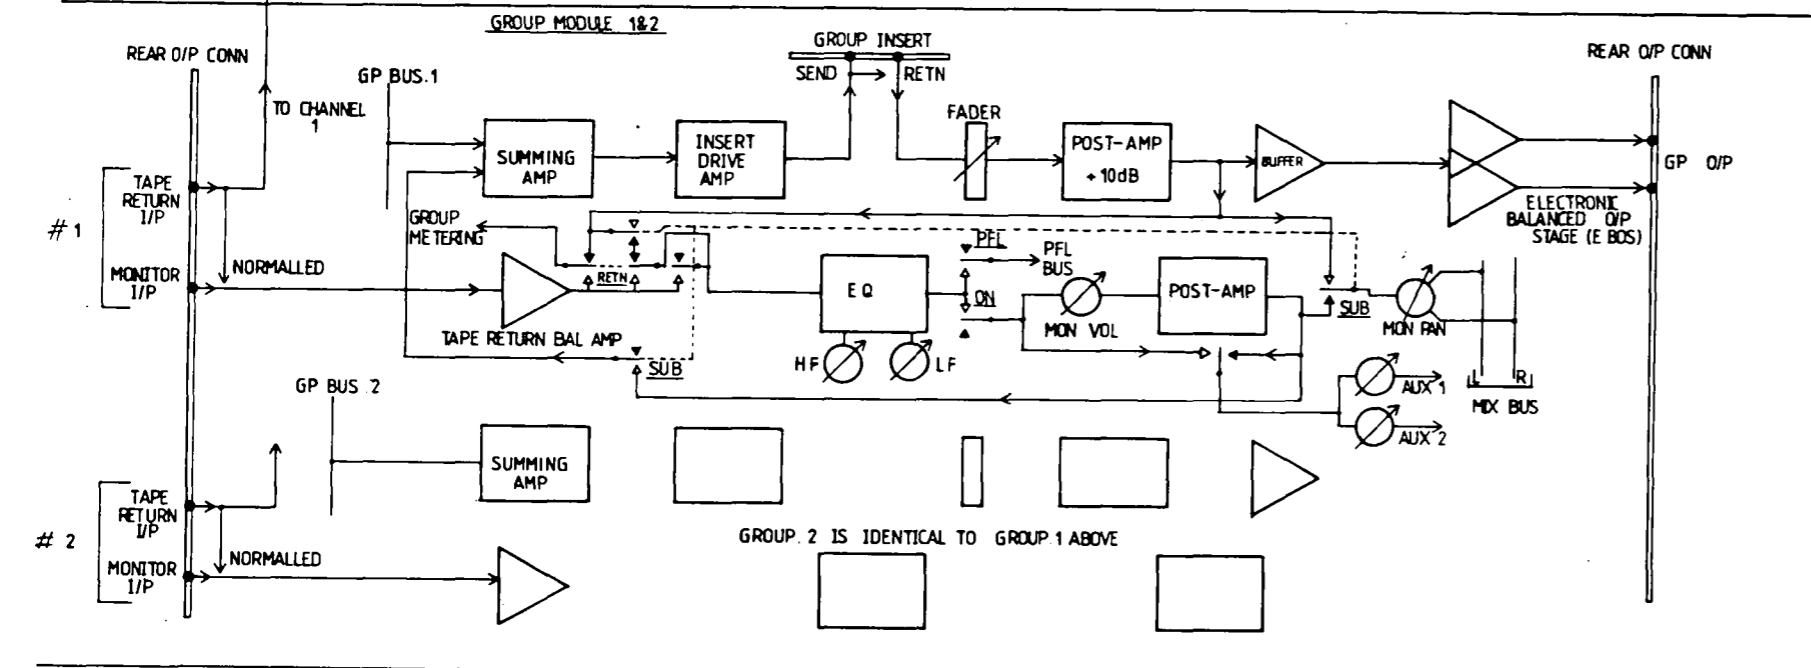 GROUP MODULE 1&2
REAR O/P CONN
GP BUS.1
GROUP INSERT
SEND
RETN
REAR O/P CONN
TO CHANNEL
1
FADER
SUMMING
AMP
INSERT
DRIVE
AMP
POST-AMP
+10dB
BUFFER
GP O/P
ELECTRONIC
BALANCED O/P
STAGE (E BOS)
# 1
TAPE
RETURN
I/P
MONITOR
I/P
NORMALLED
GROUP
METERING
RETN
TAPE RETURN BAL AMP
SUB
EQ
HF
LF
PFL
PFL
BUS
ON
MON VOL
POST-AMP
SUB
MON PAN
L
R
MIX BUS
AUX 1
AUX 2
GP BUS.2
SUMMING
AMP
# 2
TAPE
RETURN
I/P
MONITOR
I/P
NORMALLED
GROUP.2 IS IDENTICAL TO GROUP.1 ABOVE